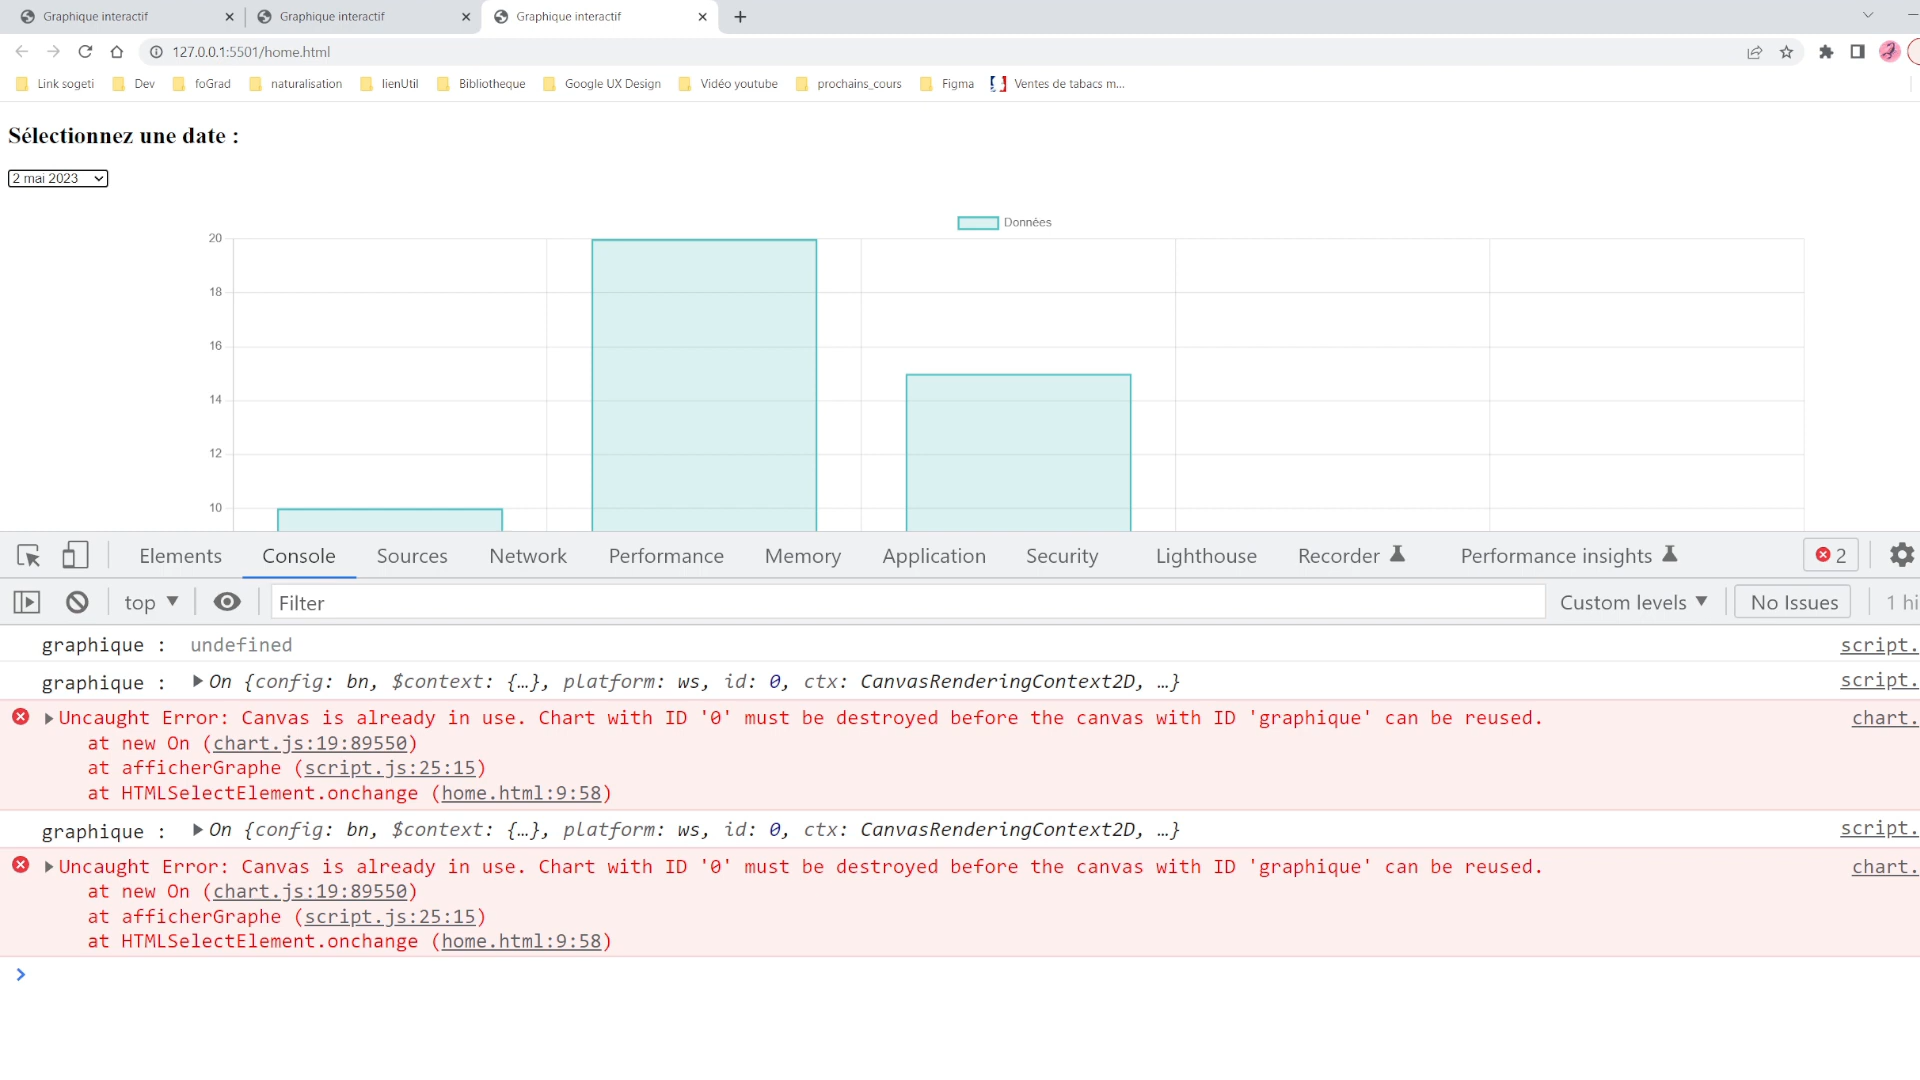 Graphique interactif
Graphique interactif
Graphique interactif
127.0.0.1:5501/home.html
Link sogeti Dev foGrad naturalisation lienUtil Bibliotheque Google UX Design Vidéo youtube prochains_cours Figma Ventes de tabacs m...
Sélectionnez une date :
2 mai 2023
Données
20
18
16
14
12
10
Elements Console Sources Network Performance Memory Application Security Lighthouse Recorder Performance insights 2
top Filter Custom levels No Issues 1 hi
graphique : undefined script.
graphique : On {config: bn, $context: {…}, platform: ws, id: 0, ctx: CanvasRenderingContext2D, …} script.
Uncaught Error: Canvas is already in use. Chart with ID '0' must be destroyed before the canvas with ID 'graphique' can be reused. chart.
at new On (chart.js:19:89550)
at afficherGraphe (script.js:25:15)
at HTMLSelectElement.onchange (home.html:9:58)
graphique : On {config: bn, $context: {…}, platform: ws, id: 0, ctx: CanvasRenderingContext2D, …} script.
Uncaught Error: Canvas is already in use. Chart with ID '0' must be destroyed before the canvas with ID 'graphique' can be reused. chart.
at new On (chart.js:19:89550)
at afficherGraphe (script.js:25:15)
at HTMLSelectElement.onchange (home.html:9:58)